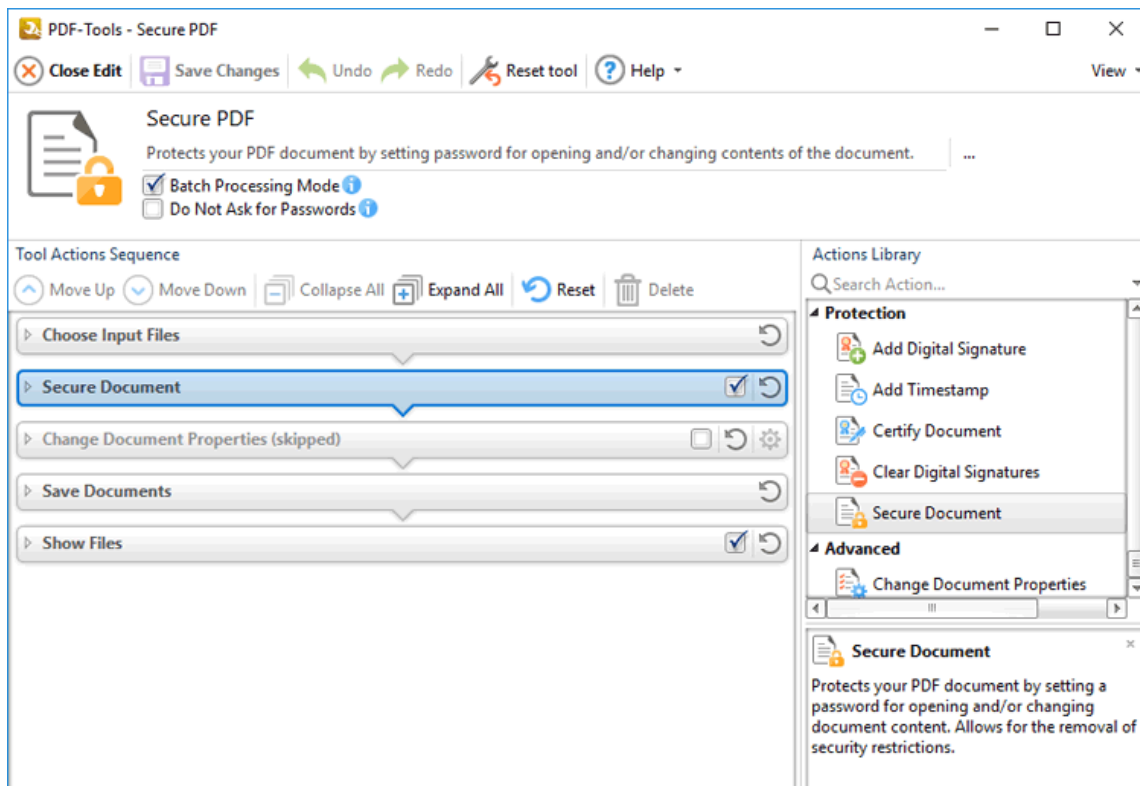 PDF-Tools - Secure PDF
Close Edit Save Changes Undo Redo Reset tool Help View
Secure PDF
Protects your PDF document by setting password for opening and/or changing contents of the document. ...
Batch Processing Mode
Do Not Ask for Passwords
Tool Actions Sequence
Move Up Move Down Collapse All Expand All Reset Delete
Choose Input Files
Secure Document
Change Document Properties (skipped)
Save Documents
Show Files
Actions Library
Search Action...
Protection
Add Digital Signature
Add Timestamp
Certify Document
Clear Digital Signatures
Secure Document
Advanced
Change Document Properties
Secure Document
Protects your PDF document by setting a
password for opening and/or changing
document content. Allows for the removal of
security restrictions.